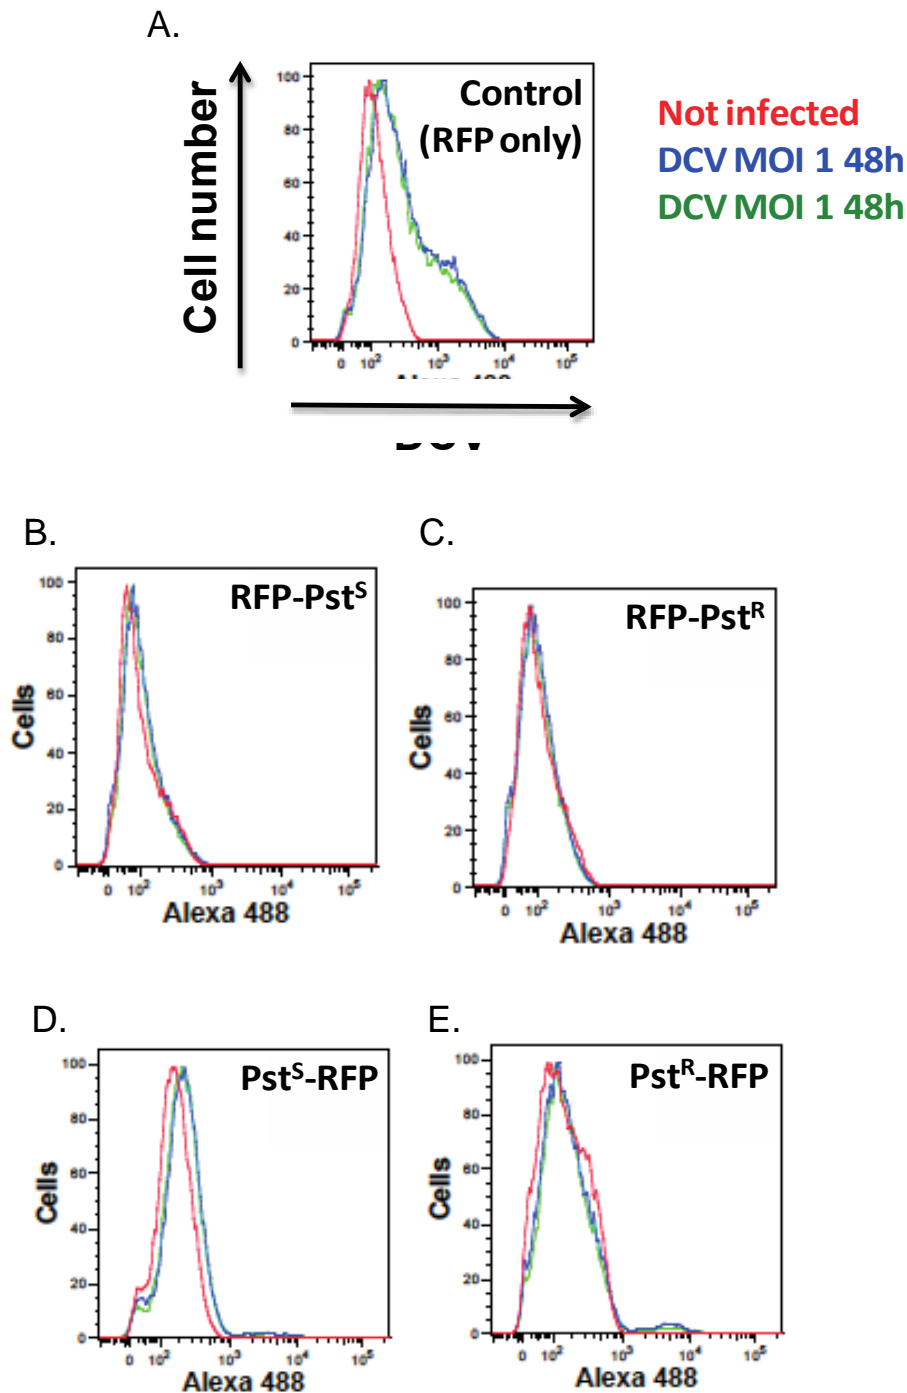 A.
Cell number
100
80
60
40
20
0
Control
(RFP only)
0 10² 10³ 10⁴ 10⁵
Not infected
DCV MOI 1 48h
DCV MOI 1 48h
B.
Cells
100
80
60
40
20
0
RFP-Pstˢ
0 10² 10³ 10⁴ 10⁵
Alexa 488
C.
Cells
100
80
60
40
20
0
RFP-Pstᴿ
0 10² 10³ 10⁴ 10⁵
Alexa 488
D.
Cells
100
80
60
40
20
0
Pstˢ-RFP
0 10² 10³ 10⁴ 10⁵
Alexa 488
E.
Cells
100
80
60
40
20
0
Pstᴿ-RFP
0 10² 10³ 10⁴ 10⁵
Alexa 488